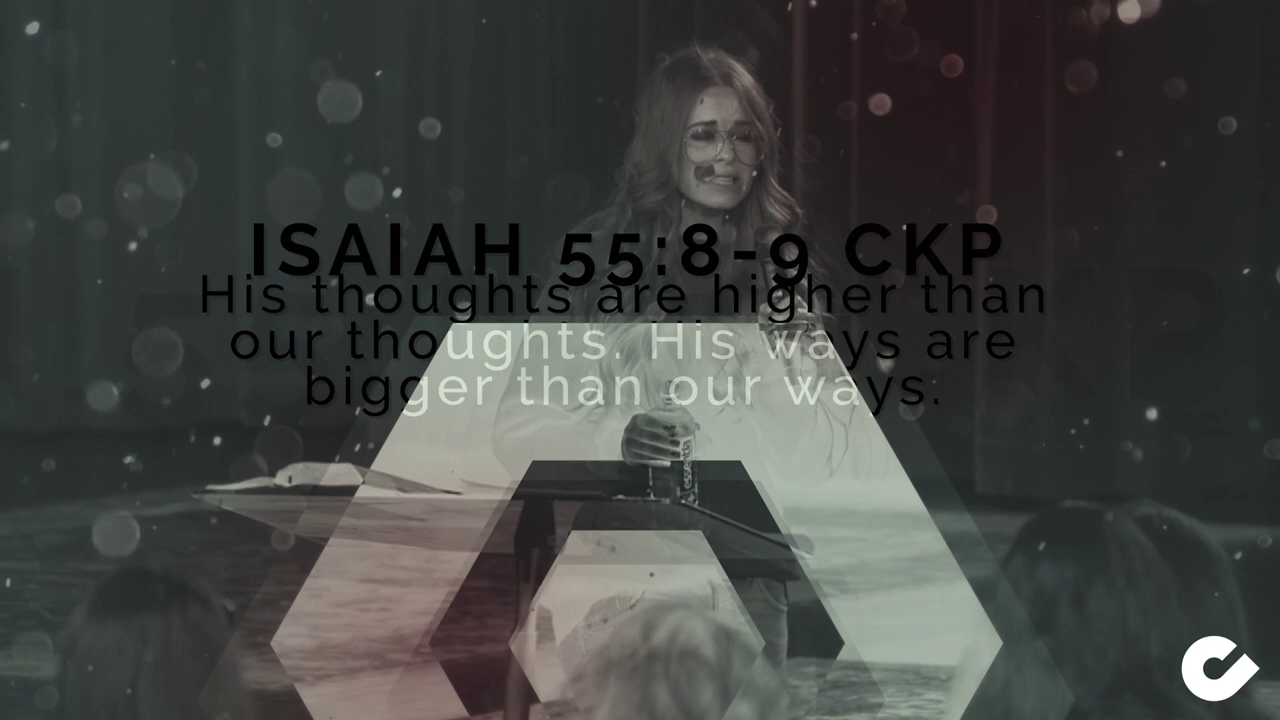 ISAIAH 55:8-9 CKP
His thoughts are higher than
our thoughts. His ways are
bigger than our ways.
essentia